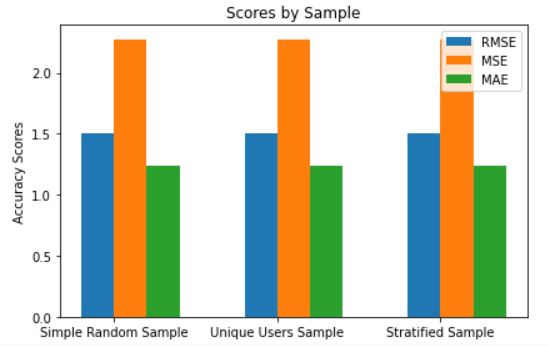 Scores by Sample
RMSE
MSE
MAE
Accuracy Scores
2.0
1.5
1.0
0.5
0.0
Simple Random Sample Unique Users Sample Stratified Sample